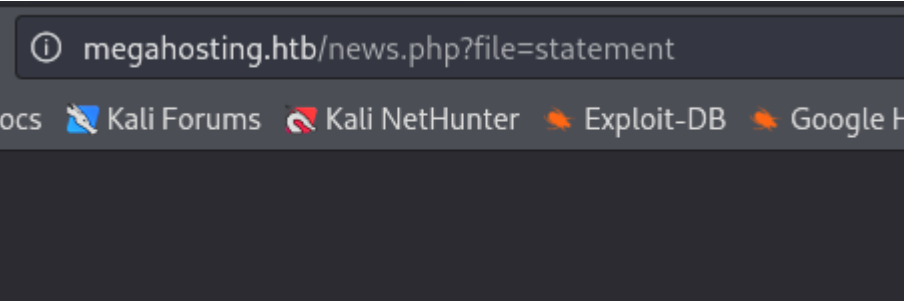 megahosting.htb/news.php?file=statement
ocs Kali Forums Kali NetHunter Exploit-DB Google H